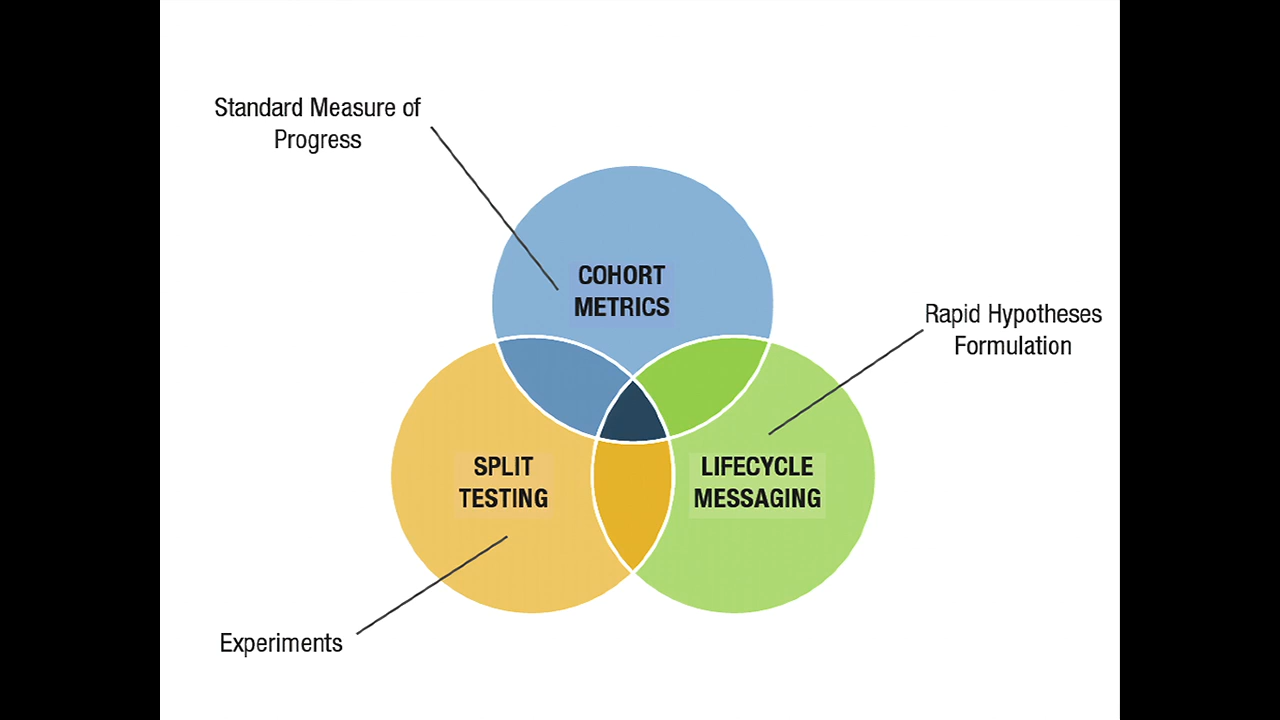 Standard Measure of
Progress
COHORT
METRICS
Rapid Hypotheses
Formulation
SPLIT
TESTING
LIFECYCLE
MESSAGING
Experiments